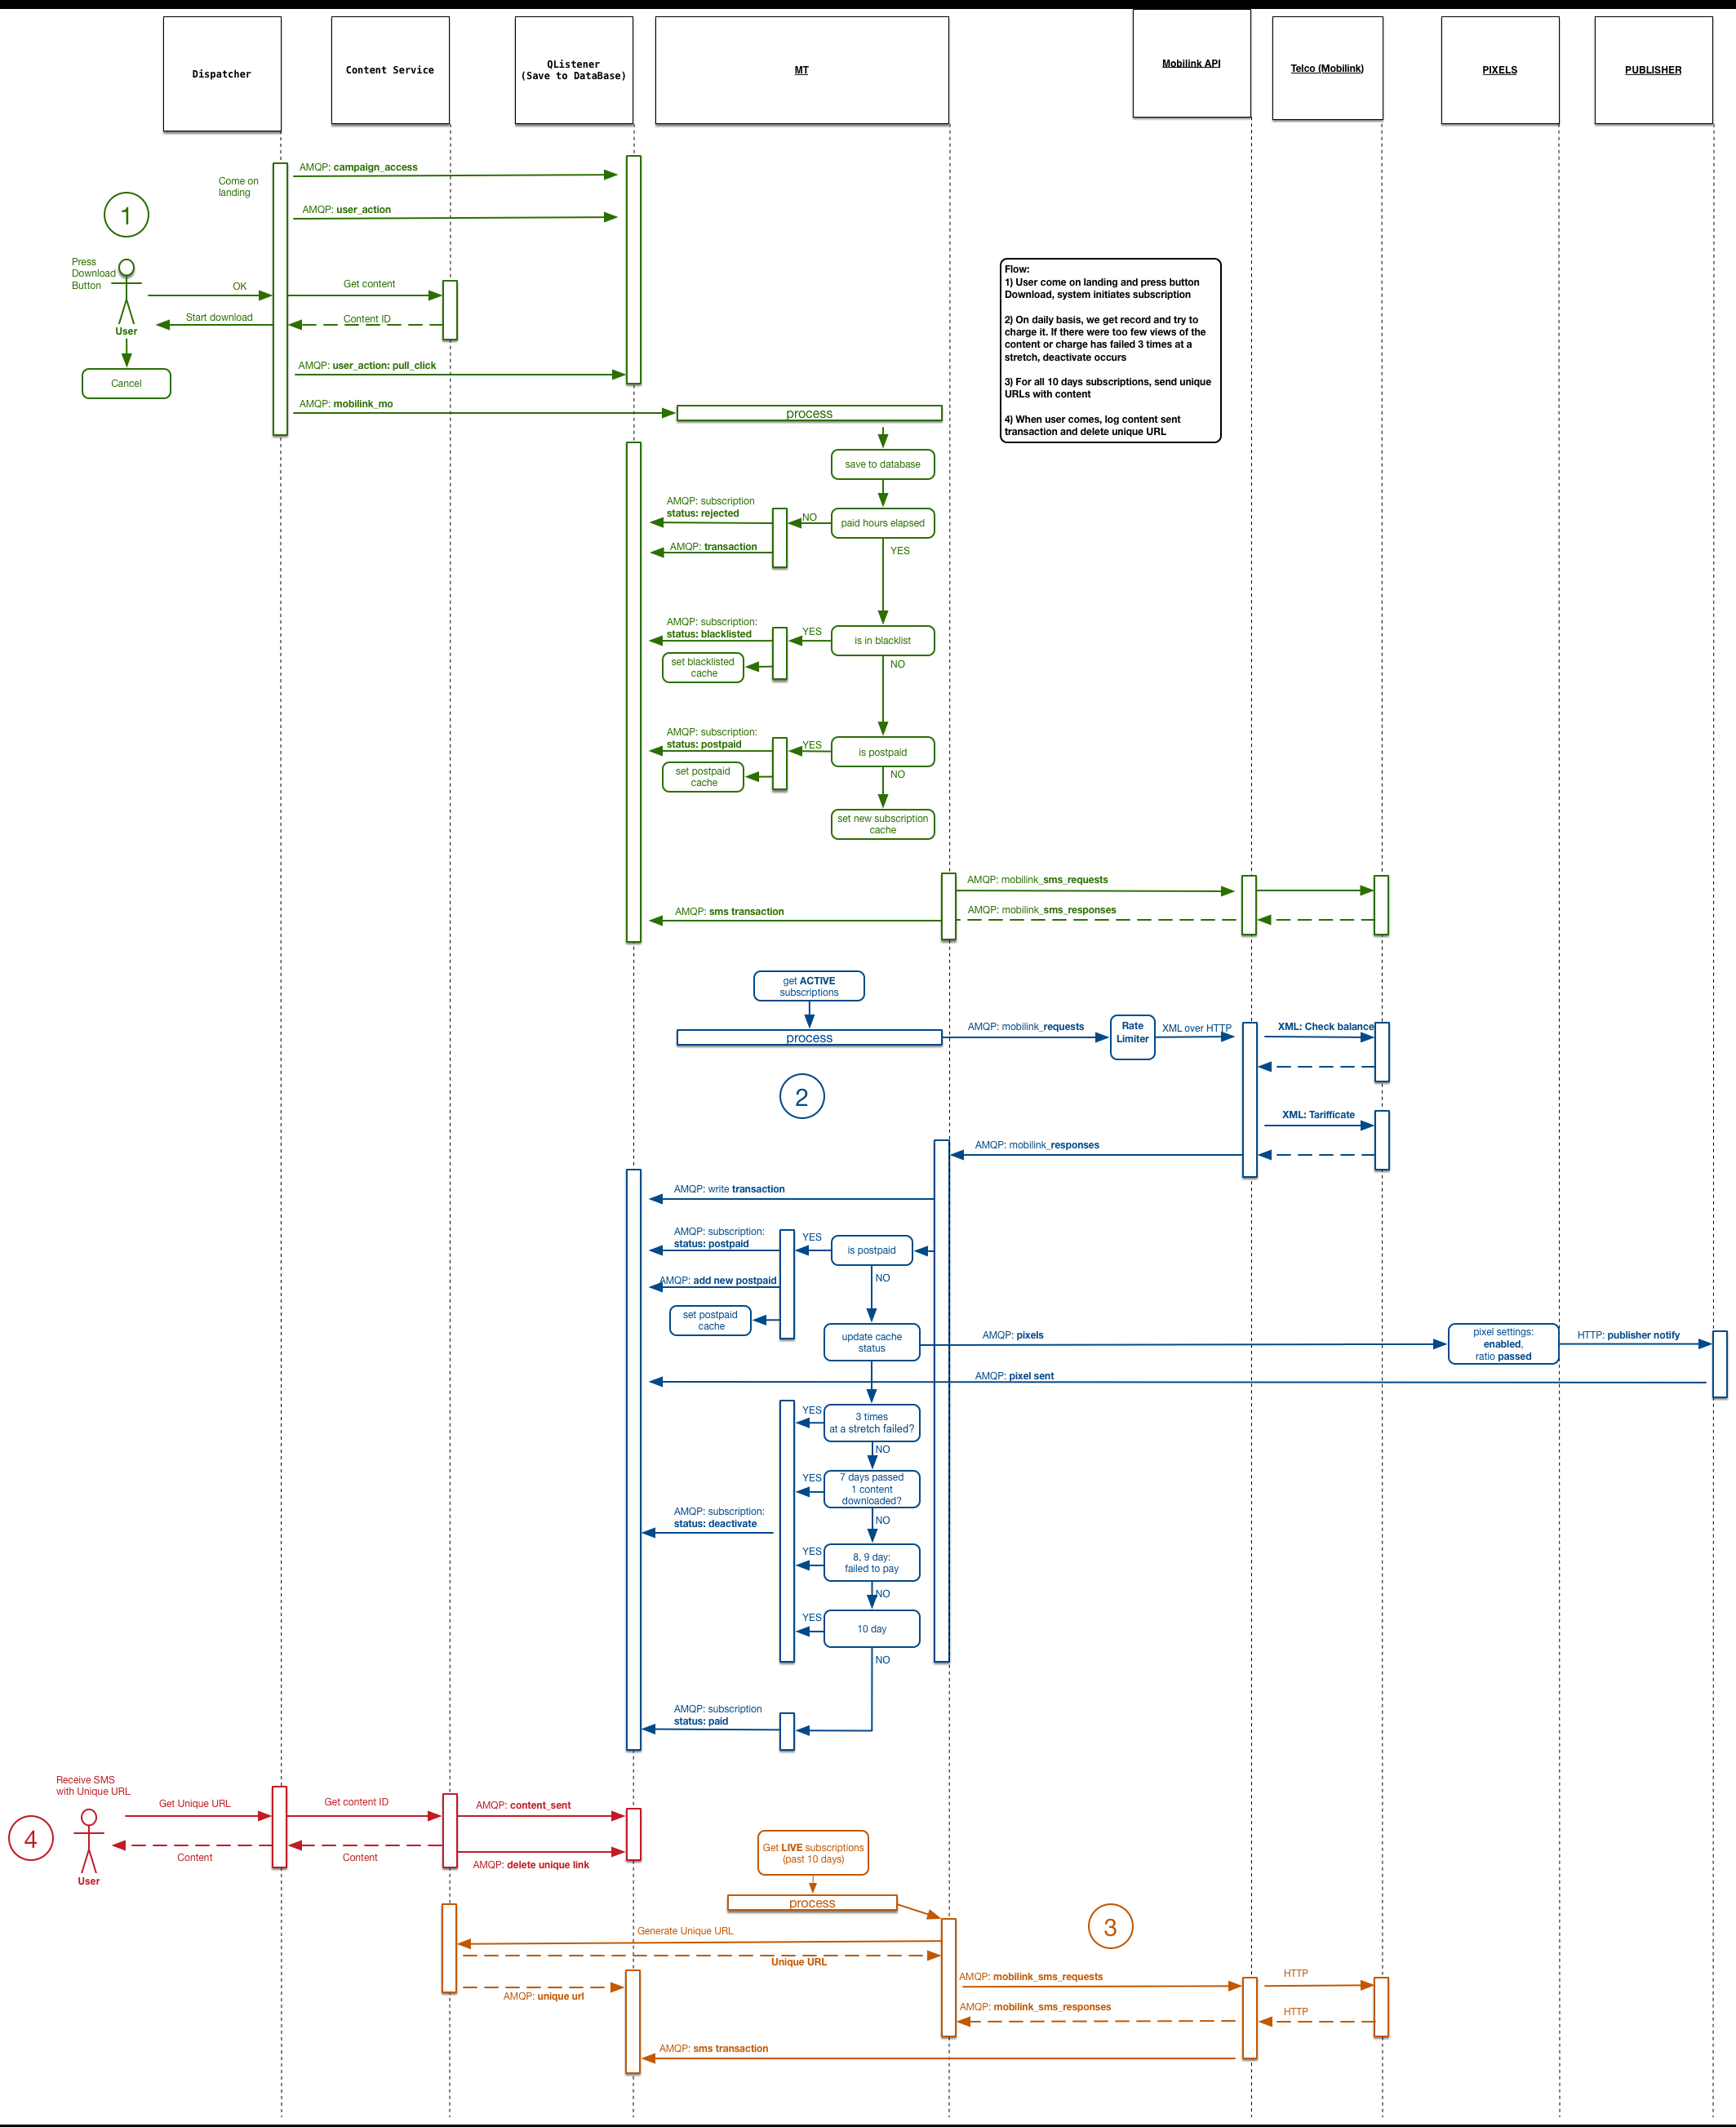 Dispatcher
Content Service
QListener
(Save to DataBase)
MT
Mobilink API
Telco (Mobilink)
PIXELS
PUBLISHER
AMQP: campaign_access
Come on
landing
AMQP: user_action
1
Press
Download
Button
OK
Get content
Start download
Content ID
User
Cancel
AMQP: user_action: pull_click
AMQP: mobilink_mo
process
Flow:
1) User come on landing and press button
Download, system initiates subscription
2) On daily basis, we get record and try to
charge it. If there were too few views of the
content or charge has failed 3 times at a
stretch, deactivate occurs
3) For all 10 days subscriptions, send unique
URLs with content
4) When user comes, log content sent
transaction and delete unique URL
save to database
AMQP: subscription
status: rejected
NO
paid hours elapsed
AMQP: transaction
YES
AMQP: subscription:
status: blacklisted
YES
is in blacklist
set blacklisted
cache
NO
AMQP: subscription:
status: postpaid
YES
is postpaid
set postpaid
cache
NO
set new subscription
cache
AMQP: mobilink_sms_requests
AMQP: sms transaction
AMQP: mobilink_sms_responses
get ACTIVE
subscriptions
process
AMQP: mobilink_requests
Rate
Limiter
XML over HTTP
XML: Check balance
2
XML: Tarifficate
AMQP: mobilink_responses
AMQP: write transaction
AMQP: subscription:
status: postpaid
YES
is postpaid
NO
AMQP: add new postpaid
set postpaid
cache
update cache
status
AMQP: pixels
pixel settings:
enabled,
ratio passed
HTTP: publisher notify
AMQP: pixel sent
YES
3 times
at a stretch failed?
NO
YES
7 days passed
1 content
downloaded?
AMQP: subscription:
status: deactivate
NO
YES
8, 9 day:
failed to pay
NO
YES
10 day
NO
AMQP: subscription
status: paid
Receive SMS
with Unique URL
Get Unique URL
Get content ID
AMQP: content_sent
4
Content
Content
AMQP: delete unique link
User
Get LIVE subscriptions
(past 10 days)
process
3
Generate Unique URL
Unique URL
AMQP: unique url
AMQP: mobilink_sms_requests
HTTP
AMQP: mobilink_sms_responses
HTTP
AMQP: sms transaction